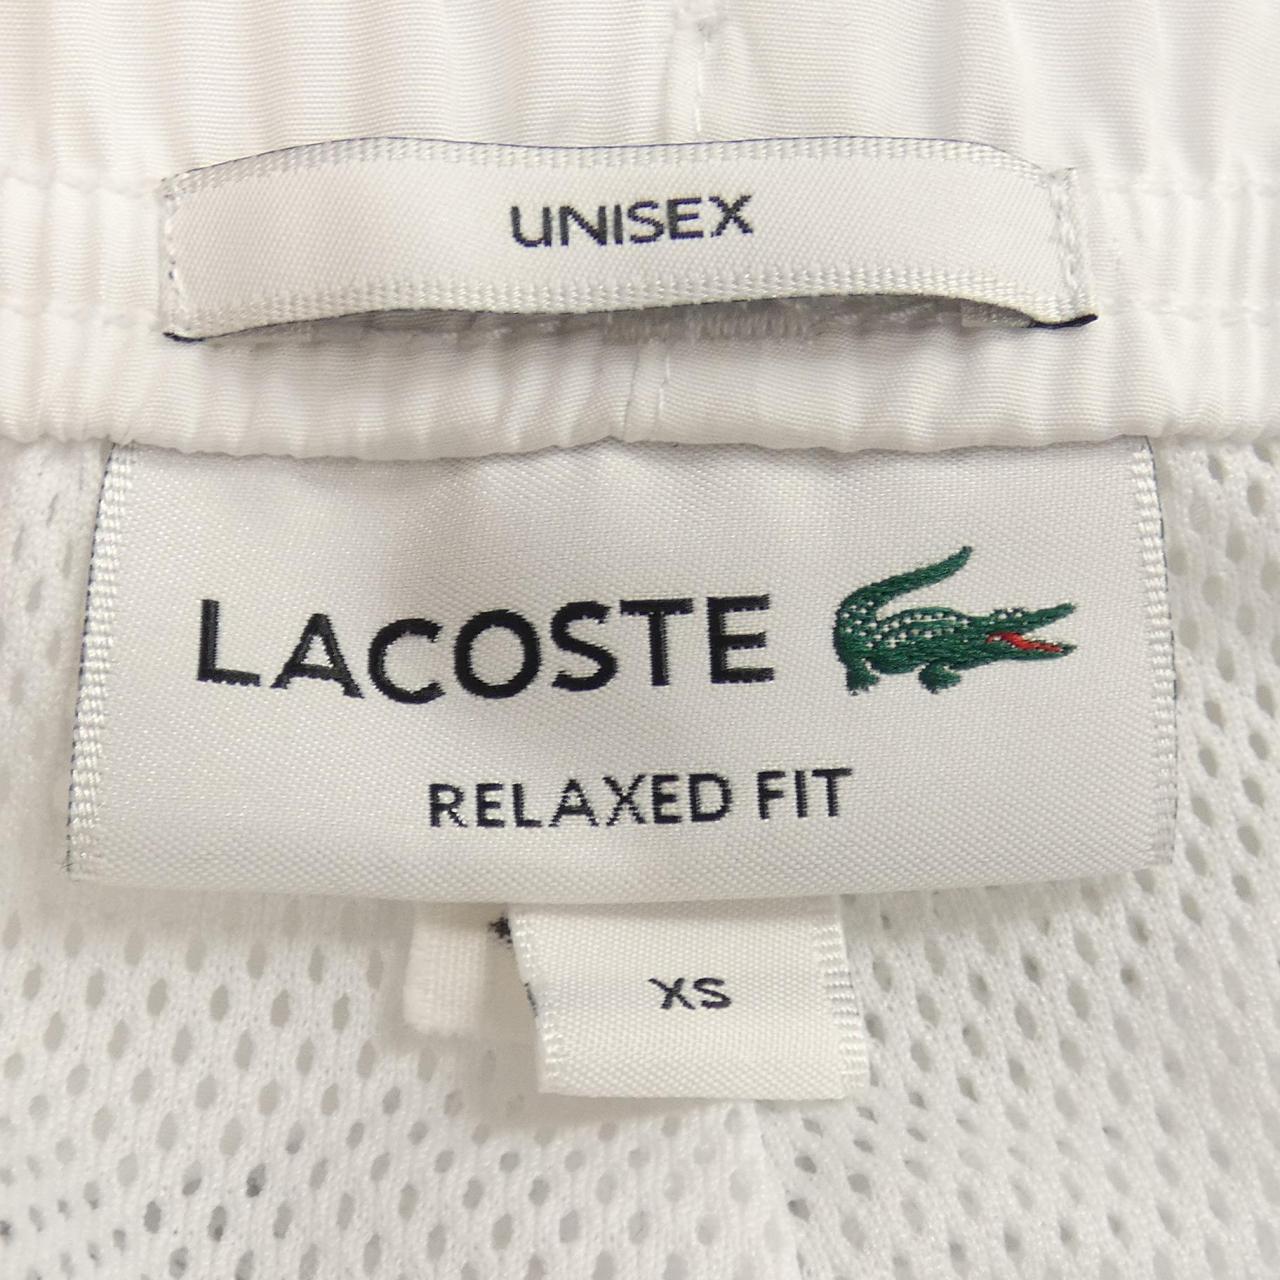 UNISEX
LACOSTE
RELAXED FIT
XS